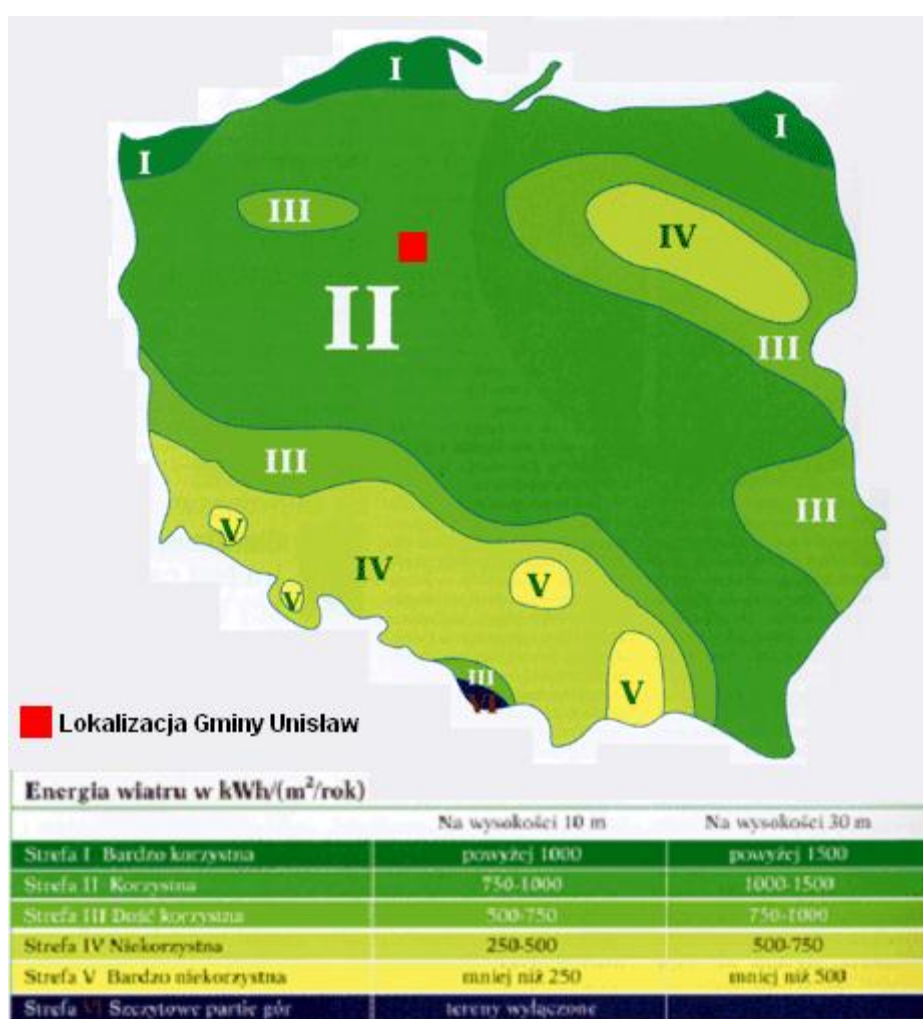 I
I
I
III
IV
II
III
III
III
V
IV
V
V
III
V
VI
Lokalizacja Gminy Unisław
Energia wiatru w kWh/(m²/rok)
Na wysokości 10 m Na wysokości 30 m
Strefa I Bardzo korzystna powyżej 1000 powyżej 1500
Strefa II Korzystna 750-1000 1000-1500
Strefa III Dość korzystna 500-750 750-1000
Strefa IV Niekorzystna 250-500 500-750
Strefa V Bardzo niekorzystna mniej niż 250 mniej niż 500
Strefa VI Szczytowe partie gór tereny wyłączone